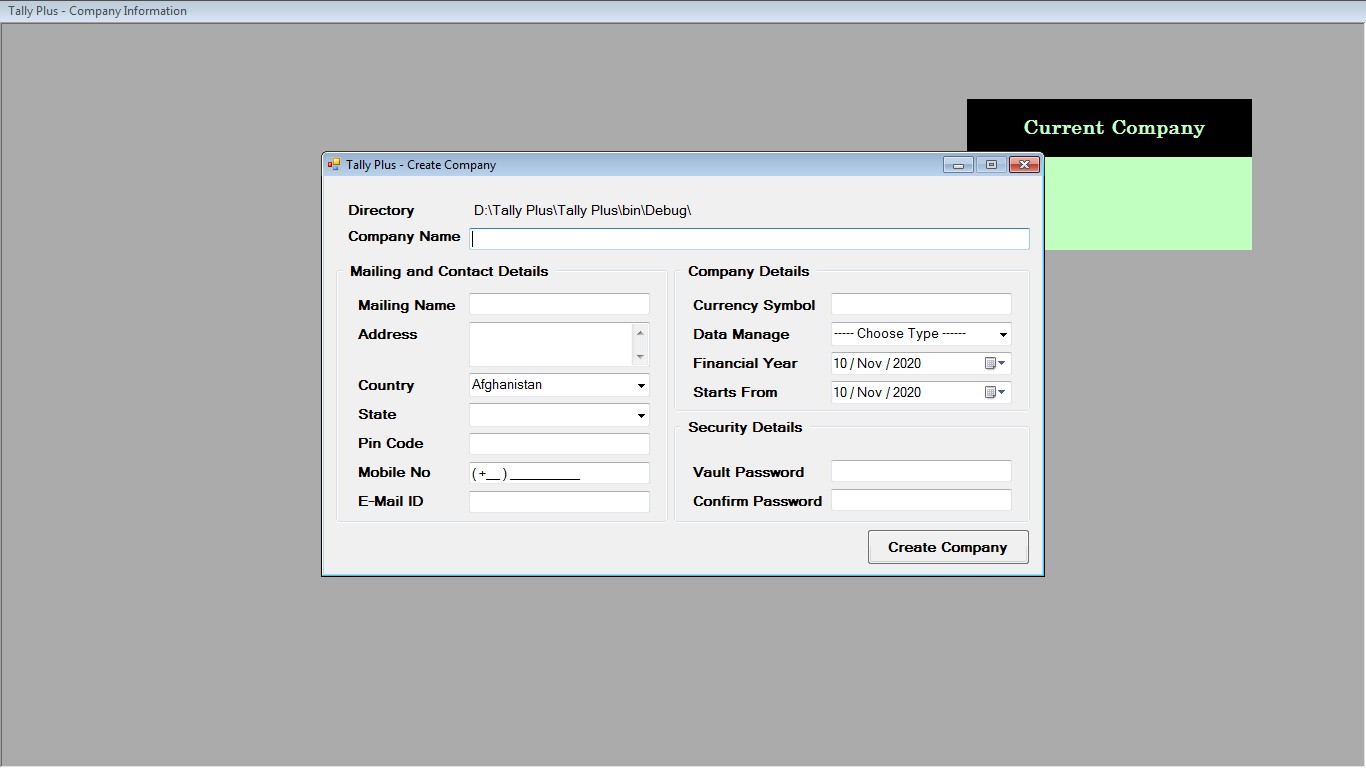 Tally Plus - Company Information
Current Company
Tally Plus - Create Company
Directory D:\Tally Plus\Tally Plus\bin\Debug\
Company Name
Mailing and Contact Details
Mailing Name
Address
Country Afghanistan
State
Pin Code
Mobile No (+__)__________
E-Mail ID
Company Details
Currency Symbol
Data Manage ----- Choose Type ------
Financial Year 10 / Nov / 2020
Starts From 10 / Nov / 2020
Security Details
Vault Password
Confirm Password
Create Company